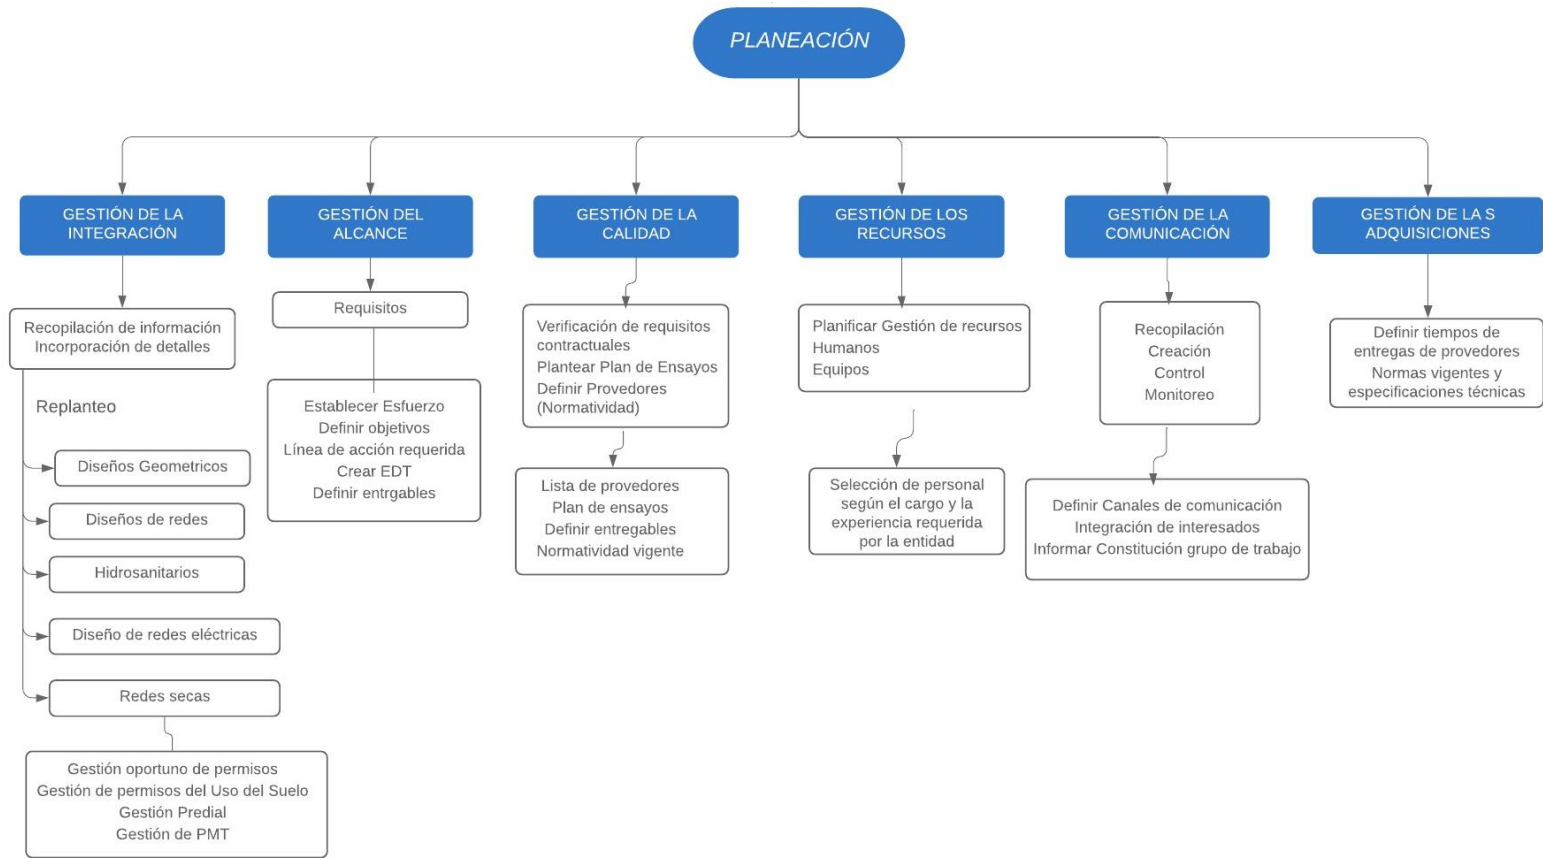 PLANEACIÓN
GESTIÓN DE LA
INTEGRACIÓN
Recopilación de información
Incorporación de detalles
Replanteo
Diseños Geometricos
Diseños de redes
Hidrosanitarios
Diseño de redes eléctricas
Redes secas
Gestión oportuno de permisos
Gestión de permisos del Uso del Suelo
Gestión Predial
Gestión de PMT
GESTIÓN DEL
ALCANCE
Requisitos
Establecer Esfuerzo
Definir objetivos
Línea de acción requerida
Crear EDT
Definir entrgables
GESTIÓN DE LA
CALIDAD
Verificación de requisitos
contractuales
Plantear Plan de Ensayos
Definir Provedores
(Normatividad)
Lista de provedores
Plan de ensayos
Definir entregables
Normatividad vigente
GESTIÓN DE LOS
RECURSOS
Planificar Gestión de recursos
Humanos
Equipos
Selección de personal
según el cargo y la
experiencia requerida
por la entidad
GESTIÓN DE LA
COMUNICACIÓN
Recopilación
Creación
Control
Monitoreo
Definir Canales de comunicación
Integración de interesados
Informar Constitución grupo de trabajo
GESTIÓN DE LA S
ADQUISICIONES
Definir tiempos de
entregas de provedores
Normas vigentes y
especificaciones técnicas